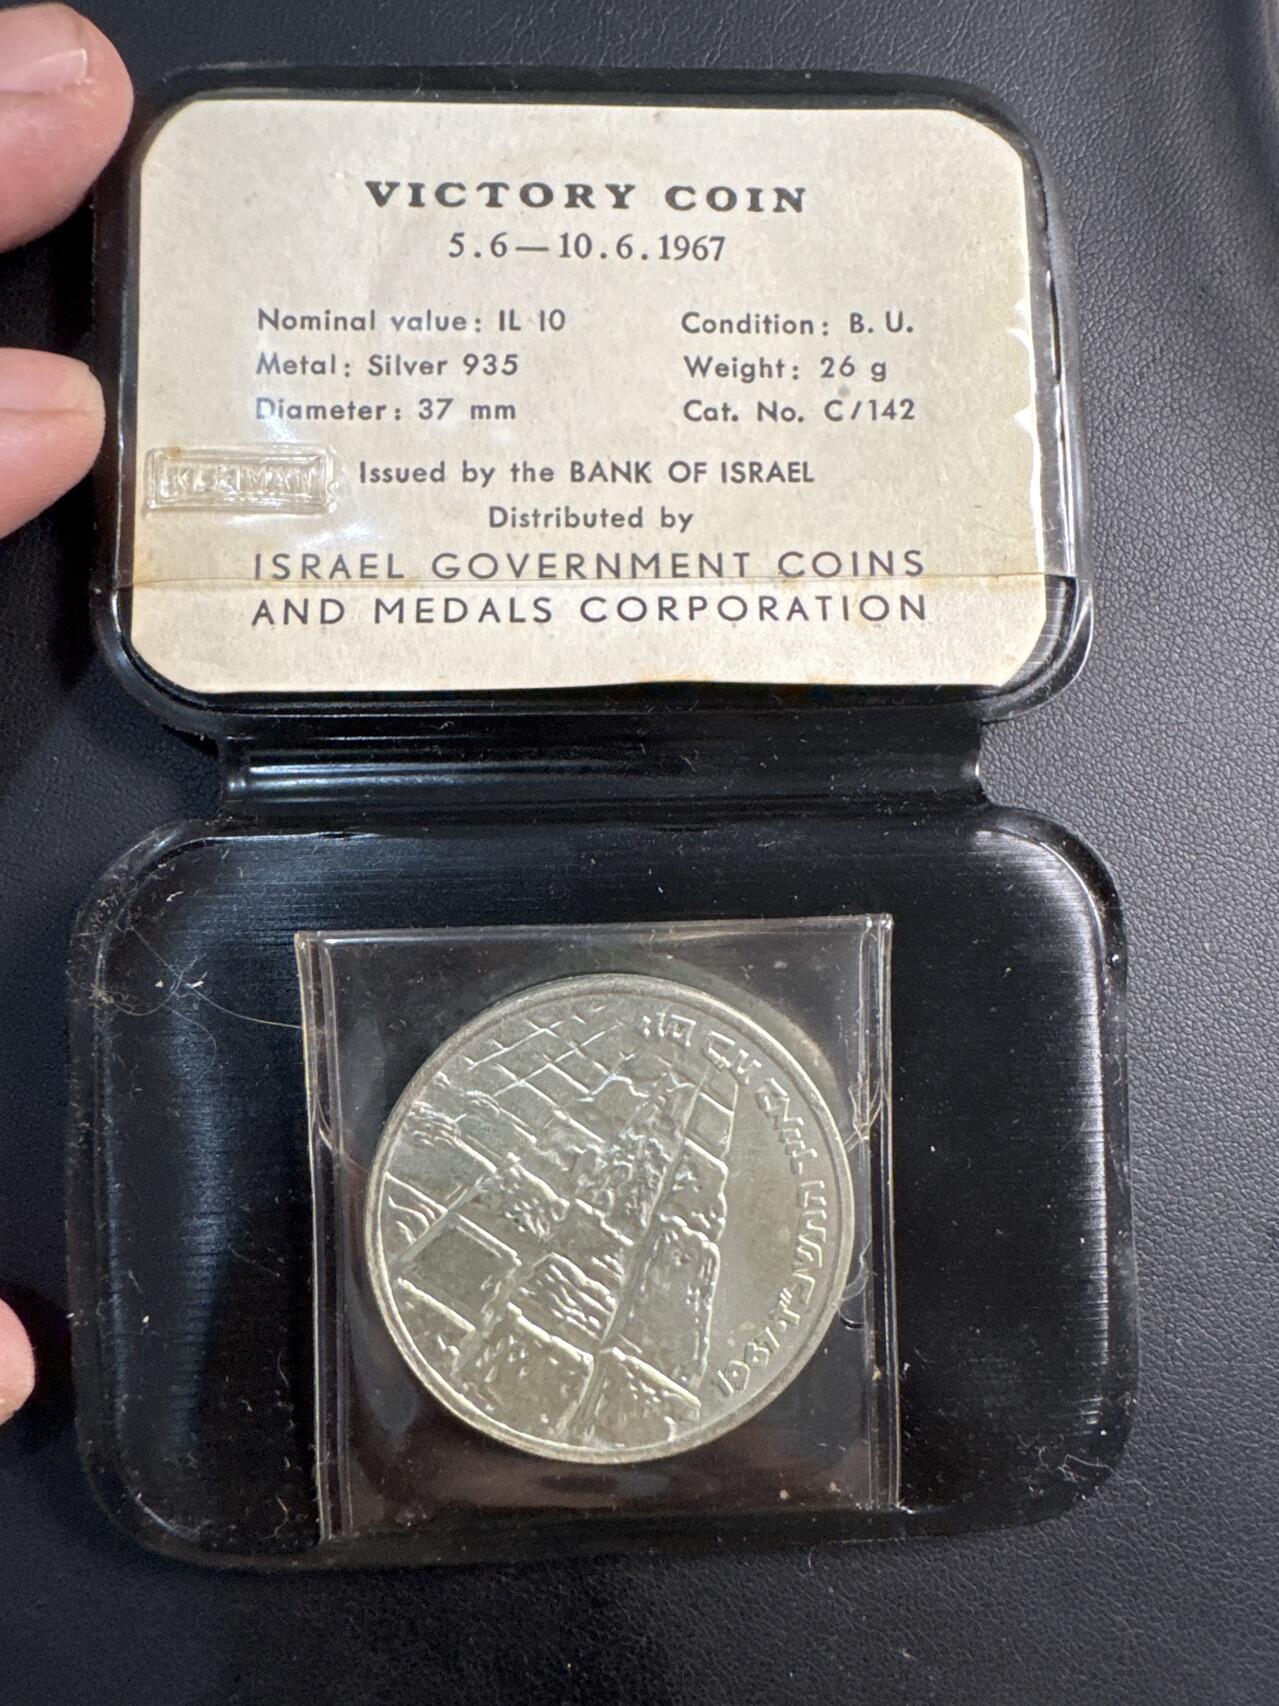 VICTORY COIN
5.6—10.6.1967
Nominal value: IL 10
Condition: B. U.
Metal: Silver 935
Weight: 26 g
Diameter: 37 mm
Cat. No. C/142
Issued by the BANK OF ISRAEL
Distributed by
ISRAEL GOVERNMENT COINS
AND MEDALS CORPORATION
1967